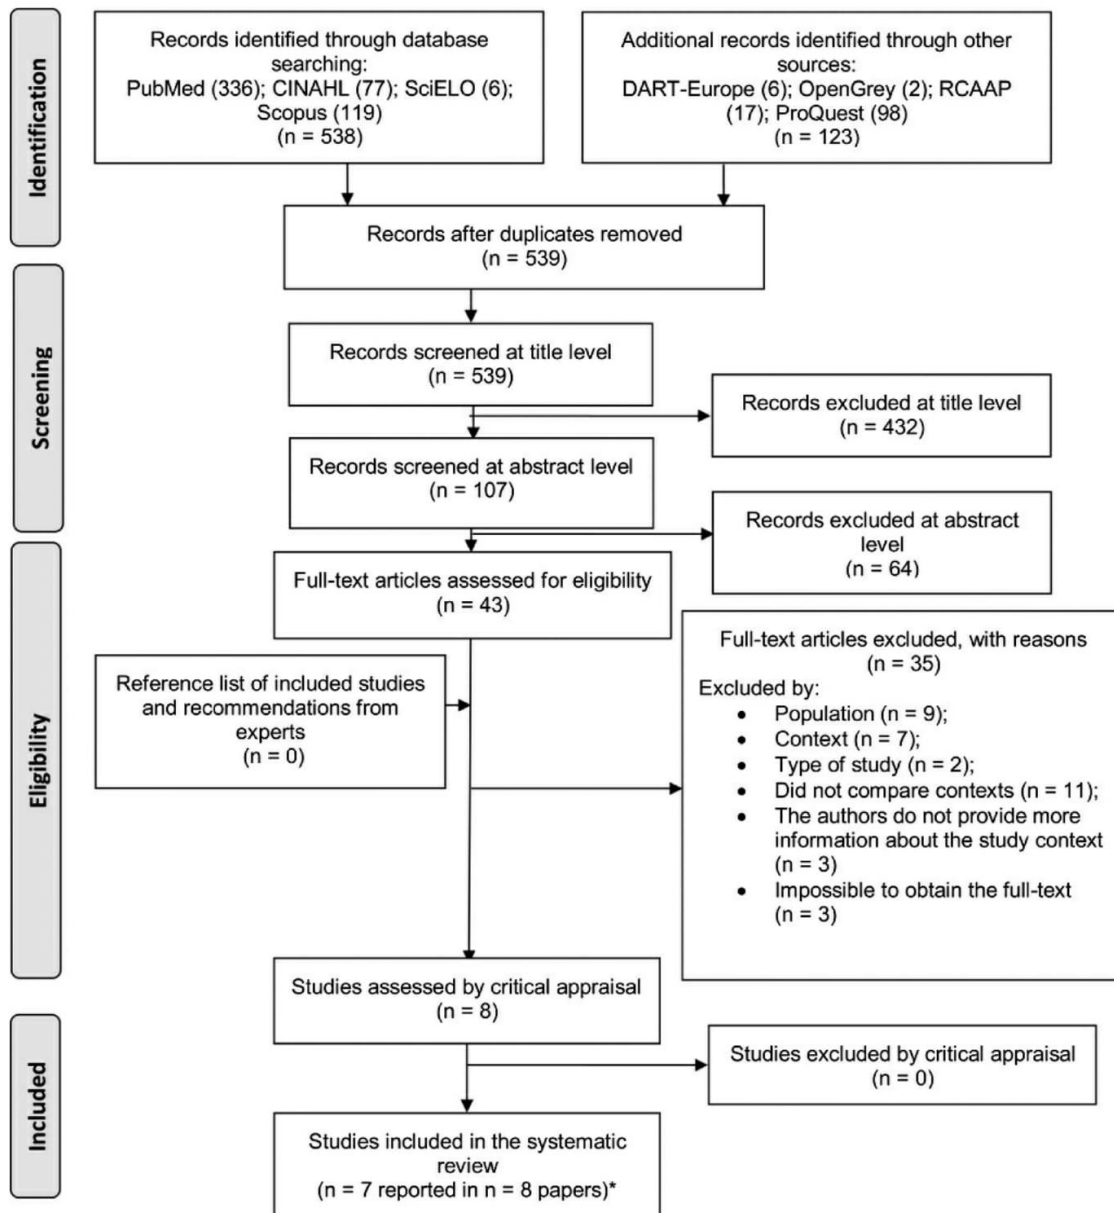 Identification
Records identified through database
searching:
PubMed (336); CINAHL (77); SciELO (6);
Scopus (119)
(n = 538)
Additional records identified through other
sources:
DART-Europe (6); OpenGrey (2); RCAAP
(17); ProQuest (98)
(n = 123)
Records after duplicates removed
(n = 539)
Screening
Records screened at title level
(n = 539)
Records excluded at title level
(n = 432)
Records screened at abstract level
(n = 107)
Records excluded at abstract
level
(n = 64)
Eligibility
Full-text articles assessed for eligibility
(n = 43)
Reference list of included studies
and recommendations from
experts
(n = 0)
Full-text articles excluded, with reasons
(n = 35)
Excluded by:
• Population (n = 9);
• Context (n = 7);
• Type of study (n = 2);
• Did not compare contexts (n = 11);
• The authors do not provide more
information about the study context
(n = 3)
• Impossible to obtain the full-text
(n = 3)
Studies assessed by critical appraisal
(n = 8)
Included
Studies excluded by critical appraisal
(n = 0)
Studies included in the systematic
review
(n = 7 reported in n = 8 papers)*